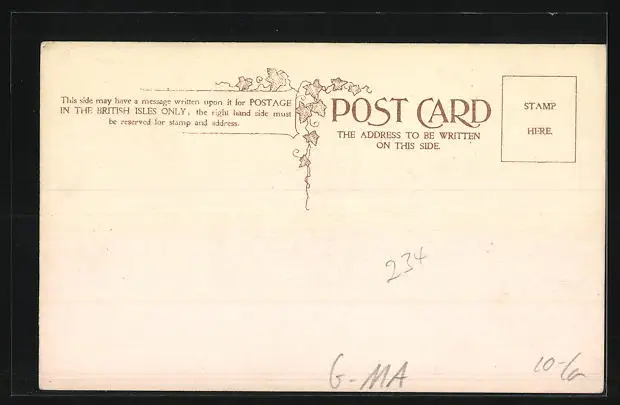 This side may have a message written upon it for POSTAGE
IN THE BRITISH ISLES ONLY, the right hand side must
be reserved for stamp and address.
POST CARD
THE ADDRESS TO BE WRITTEN
ON THIS SIDE.
STAMP
HERE.
234
G-MA